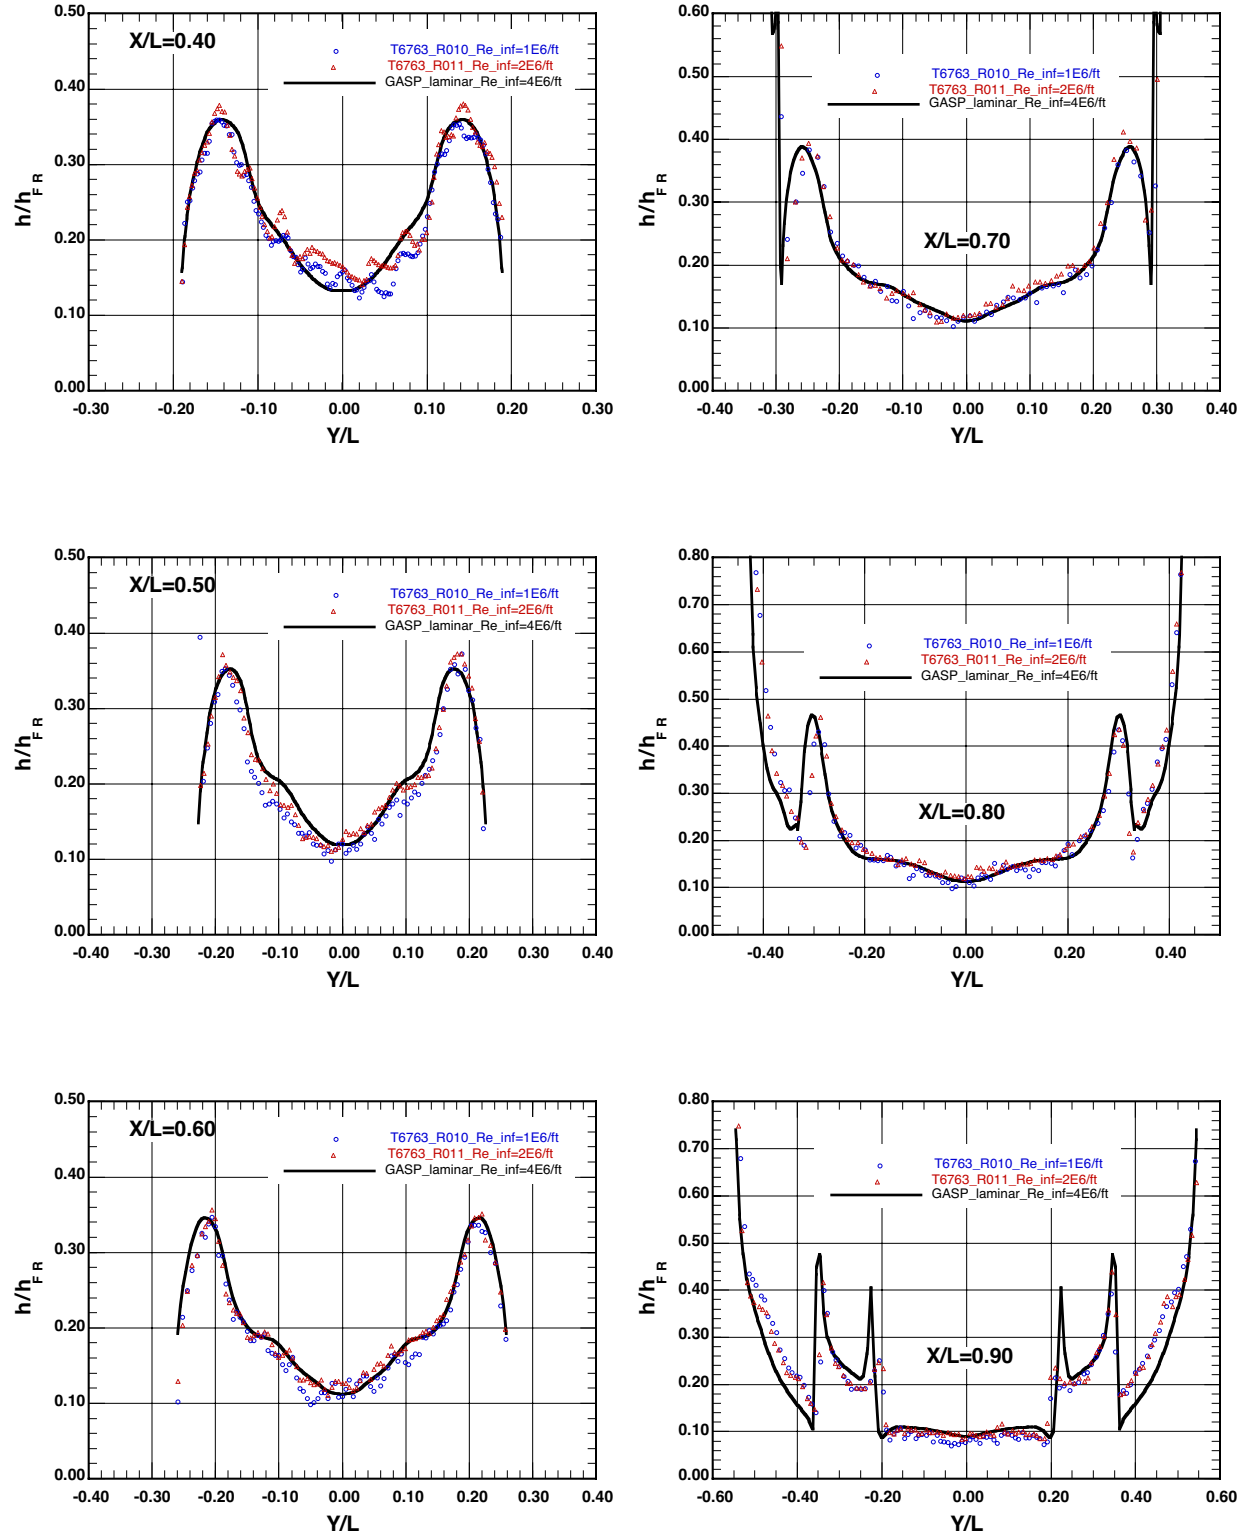 X/L=0.40
T6763_R010_Re_inf=1E6/ft
T6763_R011_Re_inf=2E6/ft
GASP_laminar_Re_inf=4E6/ft
0.50
0.40
0.30
0.20
0.10
0.00
h/h_FR
-0.30 -0.20 -0.10 0.00 0.10 0.20 0.30
Y/L
T6763_R010_Re_inf=1E6/ft
T6763_R011_Re_inf=2E6/ft
GASP_laminar_Re_inf=4E6/ft
X/L=0.70
0.60
0.50
0.40
0.30
0.20
0.10
0.00
h/h_FR
-0.40 -0.30 -0.20 -0.10 0.00 0.10 0.20 0.30 0.40
Y/L
X/L=0.50
T6763_R010_Re_inf=1E6/ft
T6763_R011_Re_inf=2E6/ft
GASP_laminar_Re_inf=4E6/ft
0.50
0.40
0.30
0.20
0.10
0.00
h/h_FR
-0.40 -0.30 -0.20 -0.10 0.00 0.10 0.20 0.30 0.40
Y/L
T6763_R010_Re_inf=1E6/ft
T6763_R011_Re_inf=2E6/ft
GASP_laminar_Re_inf=4E6/ft
X/L=0.80
0.80
0.70
0.60
0.50
0.40
0.30
0.20
0.10
0.00
h/h_FR
-0.40 -0.20 0.00 0.20 0.40
Y/L
X/L=0.60
T6763_R010_Re_inf=1E6/ft
T6763_R011_Re_inf=2E6/ft
GASP_laminar_Re_inf=4E6/ft
0.50
0.40
0.30
0.20
0.10
0.00
h/h_FR
-0.40 -0.30 -0.20 -0.10 0.00 0.10 0.20 0.30 0.40
Y/L
T6763_R010_Re_inf=1E6/ft
T6763_R011_Re_inf=2E6/ft
GASP_laminar_Re_inf=4E6/ft
X/L=0.90
0.80
0.70
0.60
0.50
0.40
0.30
0.20
0.10
0.00
h/h_FR
-0.60 -0.40 -0.20 0.00 0.20 0.40 0.60
Y/L